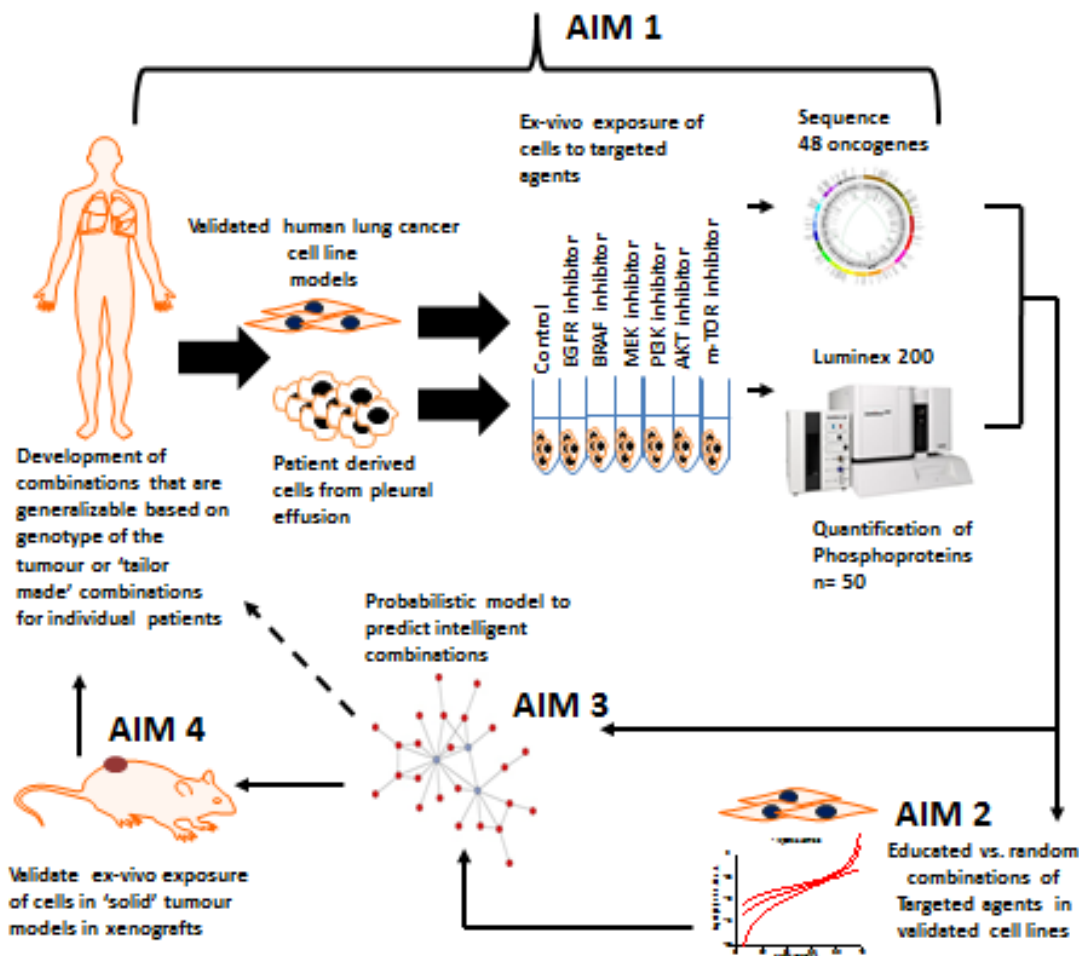 AIM 1
Ex-vivo exposure of
cells to targeted
agents
Sequence
48 oncogenes
Validated human lung cancer
cell line
models
Control
EGFR inhibitor
BRAF inhibitor
MEK inhibitor
PI3K inhibitor
AKT inhibitor
m-TOR inhibitor
Luminex 200
Patient derived
cells from pleural
effusion
Quantification of
Phosphoproteins
n= 50
Development of
combinations that are
generalizable based on
genotype of the
tumour or ‘tailor
made’ combinations
for individual patients
Probabilistic model to
predict intelligent
combinations
AIM 3
AIM 4
Validate ex-vivo exposure
of cells in ‘solid’ tumour
models in xenografts
AIM 2
Educated vs. random
combinations of
Targeted agents in
validated cell lines